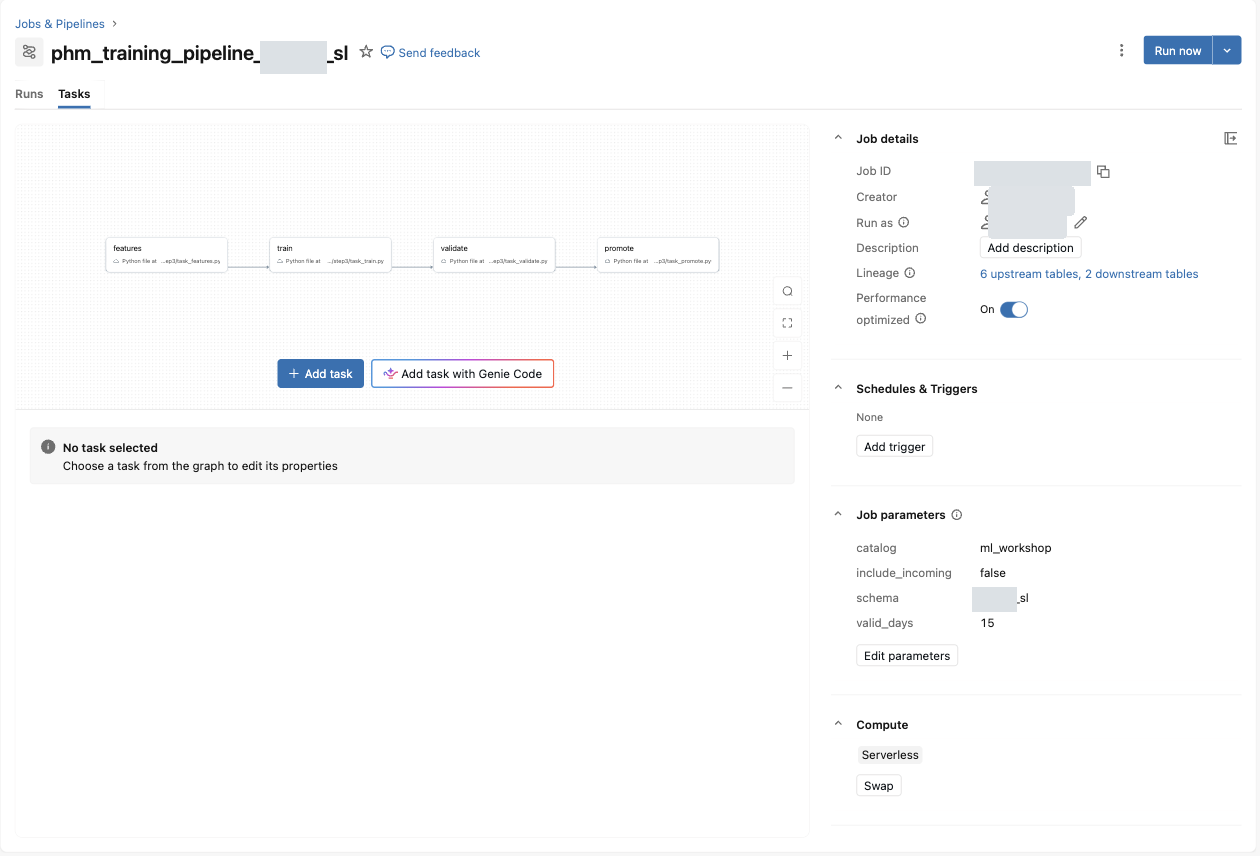 Jobs & Pipelines
phm_training_pipeline_ _sl
Send feedback
Run now
Runs
Tasks
features
Python file at ...ep3/task_features.py
train
Python file at .../step3/task_train.py
validate
Python file at ...ep3/task_validate.py
promote
Python file at ...p3/task_promote.py
+ Add task
Add task with Genie Code
No task selected
Choose a task from the graph to edit its properties
Job details
Job ID
Creator
Run as
Description Add description
Lineage 6 upstream tables, 2 downstream tables
Performance
optimized
On
Schedules & Triggers
None
Add trigger
Job parameters
catalog ml_workshop
include_incoming false
schema _sl
valid_days 15
Edit parameters
Compute
Serverless
Swap